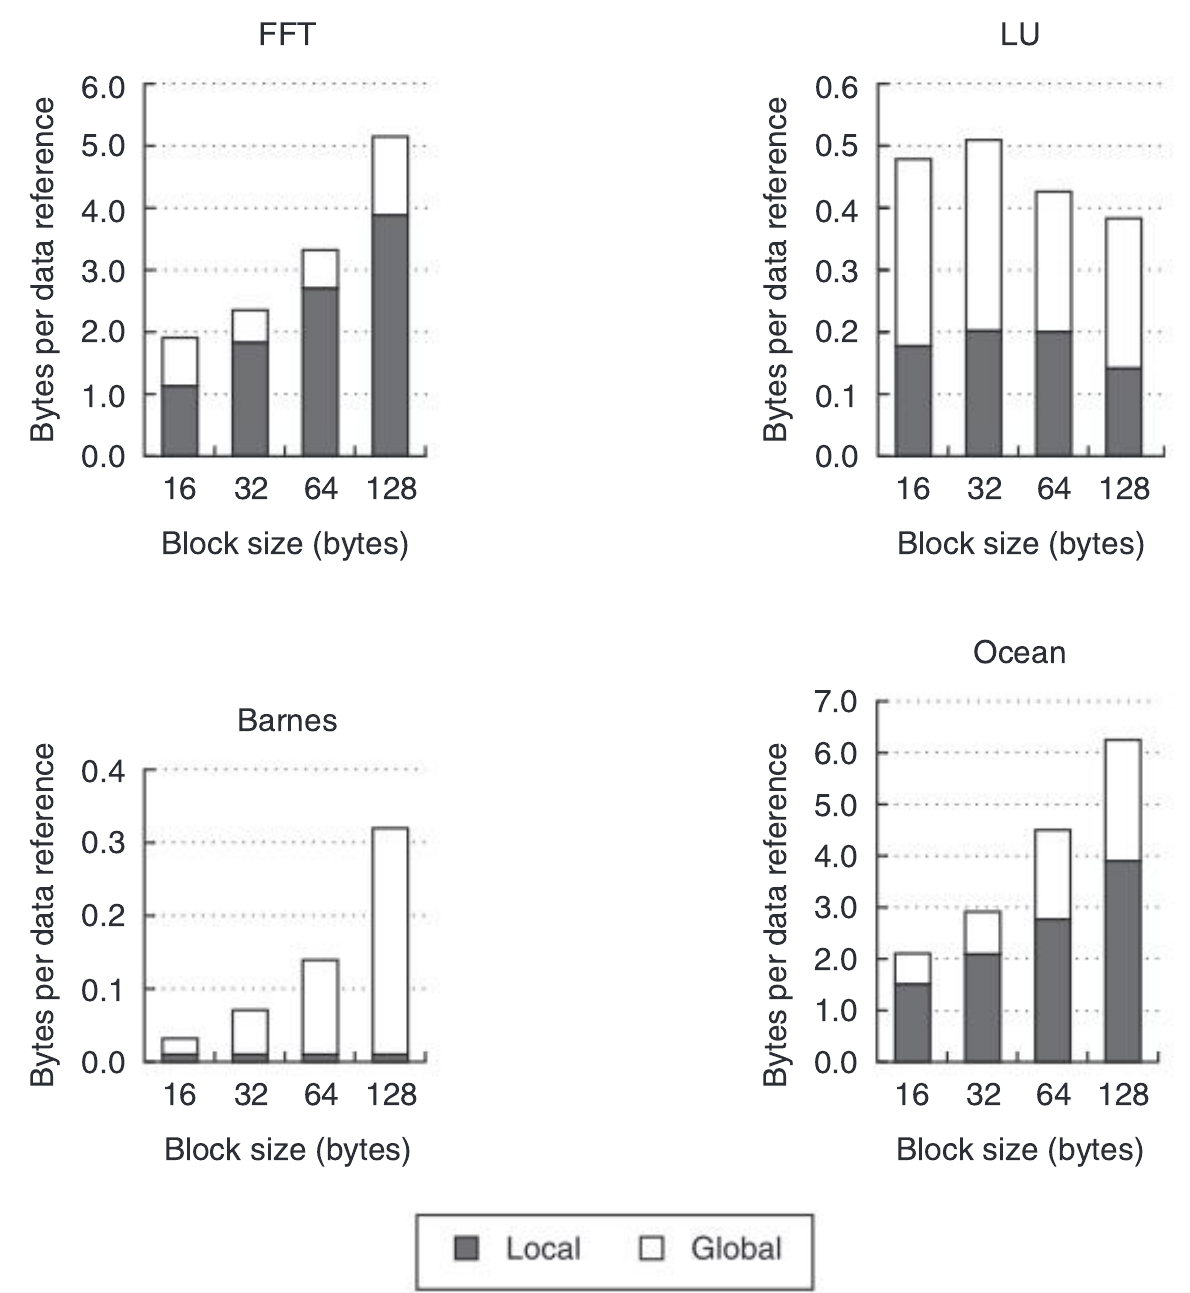 FFT
Bytes per data reference
6.0
5.0
4.0
3.0
2.0
1.0
0.0
16 32 64 128
Block size (bytes)
LU
Bytes per data reference
0.6
0.5
0.4
0.3
0.2
0.1
0.0
16 32 64 128
Block size (bytes)
Barnes
Bytes per data reference
0.4
0.3
0.2
0.1
0.0
16 32 64 128
Block size (bytes)
Ocean
Bytes per data reference
7.0
6.0
5.0
4.0
3.0
2.0
1.0
0.0
16 32 64 128
Block size (bytes)
Local Global